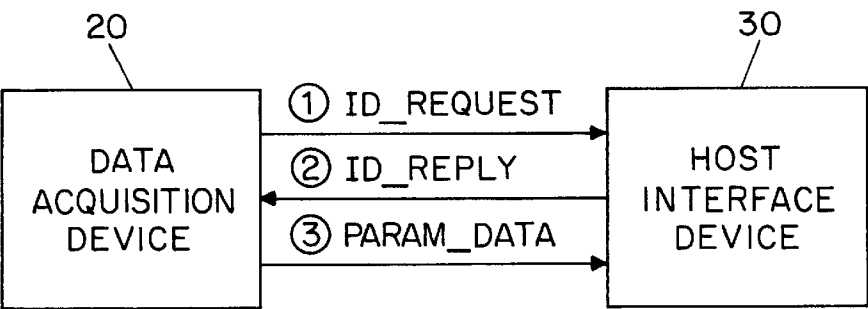 20
30
① ID_REQUEST
DATA
ACQUISITION
DEVICE
② ID_REPLY
③ PARAM_DATA
HOST
INTERFACE
DEVICE